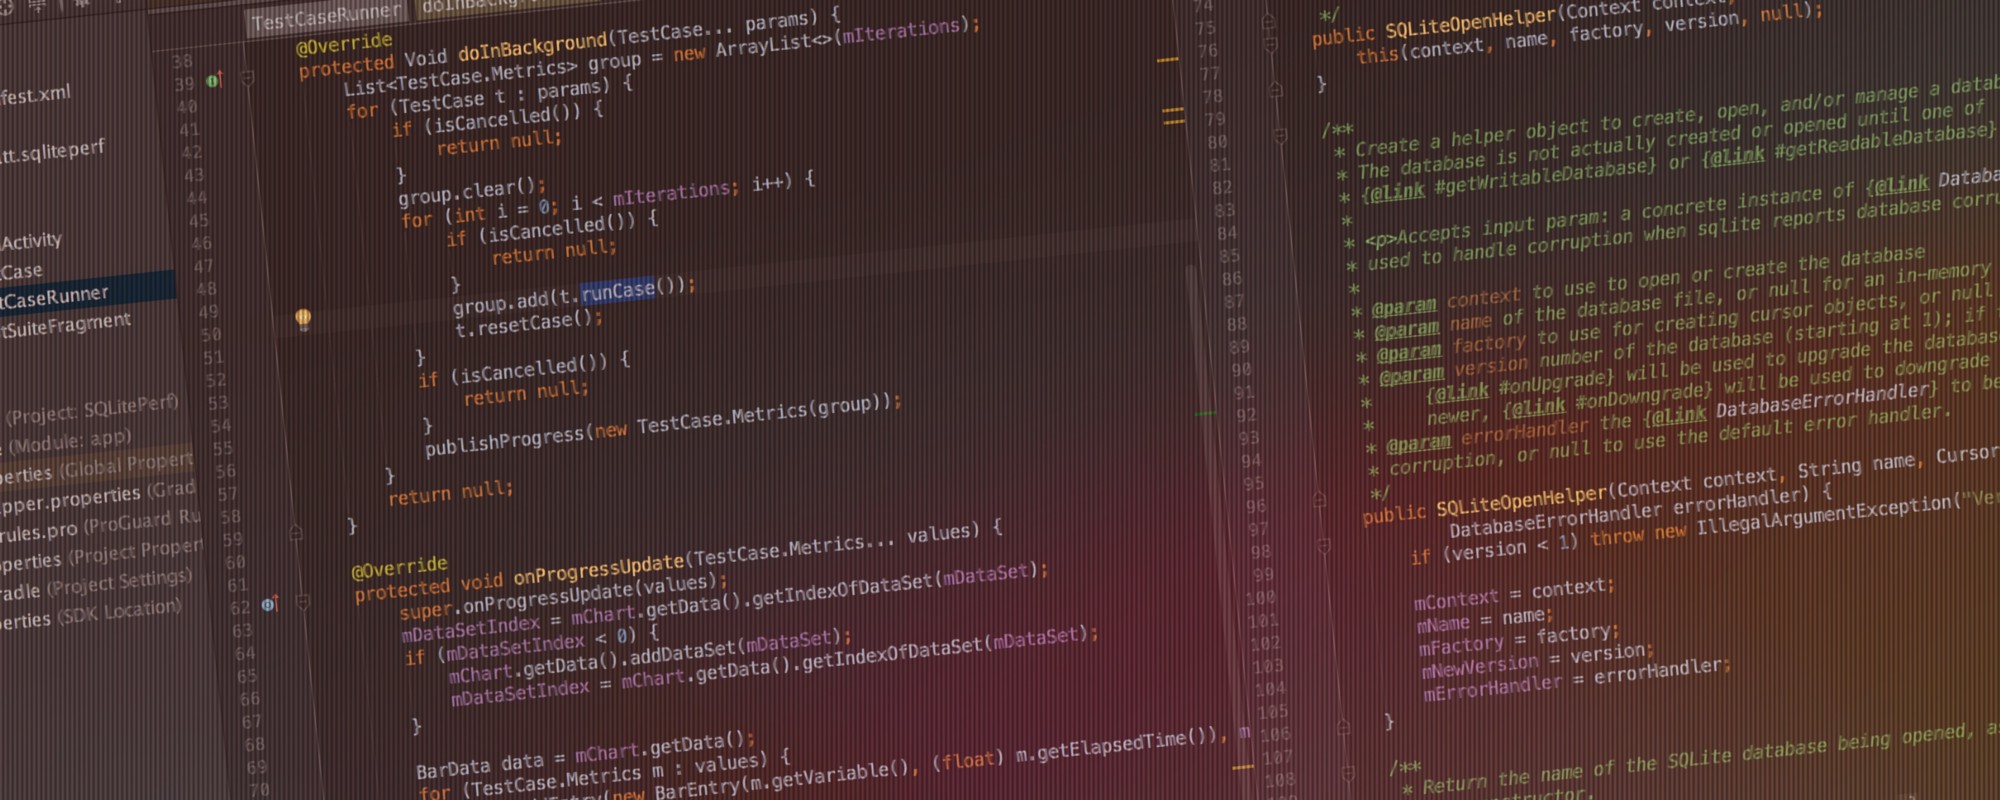 fest.xml
tt.sqliteperf
Activity
Case
tCaseRunner
tSuiteFragment
(Project: SQLitePerf)
(Module: app)
perties (Global Propert
pper.properties (Grad
rules.pro (ProGuard Ru
perties (Project Proper
radle (Project Settings)
perties (SDK Location)
TestCaseRunner
38 @Override
39 protected Void doInBackground(TestCase... params) {
40 List<TestCase.Metrics> group = new ArrayList<>(mIterations);
41 for (TestCase t : params) {
42 if (isCancelled()) {
43 return null;
44 }
45 group.clear();
46 for (int i = 0; i < mIterations; i++) {
47 if (isCancelled()) {
48 return null;
49 }
50 group.add(t.runCase());
51 t.resetCase();
52 }
53 if (isCancelled()) {
54 return null;
55 }
56 publishProgress(new TestCase.Metrics(group));
57 }
58 return null;
59 }
60
61 @Override
62 protected void onProgressUpdate(TestCase.Metrics... values) {
63 super.onProgressUpdate(values);
64 mDataSetIndex = mChart.getData().getIndexOfDataSet(mDataSet);
65 if (mDataSetIndex < 0) {
66 mChart.getData().addDataSet(mDataSet);
67 mDataSetIndex = mChart.getData().getIndexOfDataSet(mDataSet);
68 }
69
70 BarData data = mChart.getData();
for (TestCase.Metrics m : values) {
new BarEntry(m.getVariable(), (float) m.getElapsedTime()), m
74 */
75 public SQLiteOpenHelper(Context context,
76 this(context, name, factory, version, null);
77 }
78
79 /**
80 * Create a helper object to create, open, and/or manage a datab
81 * The database is not actually created or opened until one of
82 * {@link #getWritableDatabase} or {@link #getReadableDatabase}
83 *
84 * <p>Accepts input param: a concrete instance of {@link Databa
85 * used to handle corruption when sqlite reports database corru
86 *
87 * @param context to use to open or create the database
88 * @param name of the database file, or null for an in-memory
89 * @param factory to use for creating cursor objects, or null
90 * @param version number of the database (starting at 1); if
91 * {@link #onUpgrade} will be used to upgrade the databas
92 * newer, {@link #onDowngrade} will be used to downgrade
93 * @param errorHandler the {@link DatabaseErrorHandler} to be
94 * corruption, or null to use the default error handler.
95 */
96 public SQLiteOpenHelper(Context context, String name, Cursor
97 DatabaseErrorHandler errorHandler) {
98 if (version < 1) throw new IllegalArgumentException("Ver
99
100 mContext = context;
101 mName = name;
102 mFactory = factory;
103 mNewVersion = version;
104 mErrorHandler = errorHandler;
105 }
106
107 /**
108 * Return the name of the SQLite database being opened, as